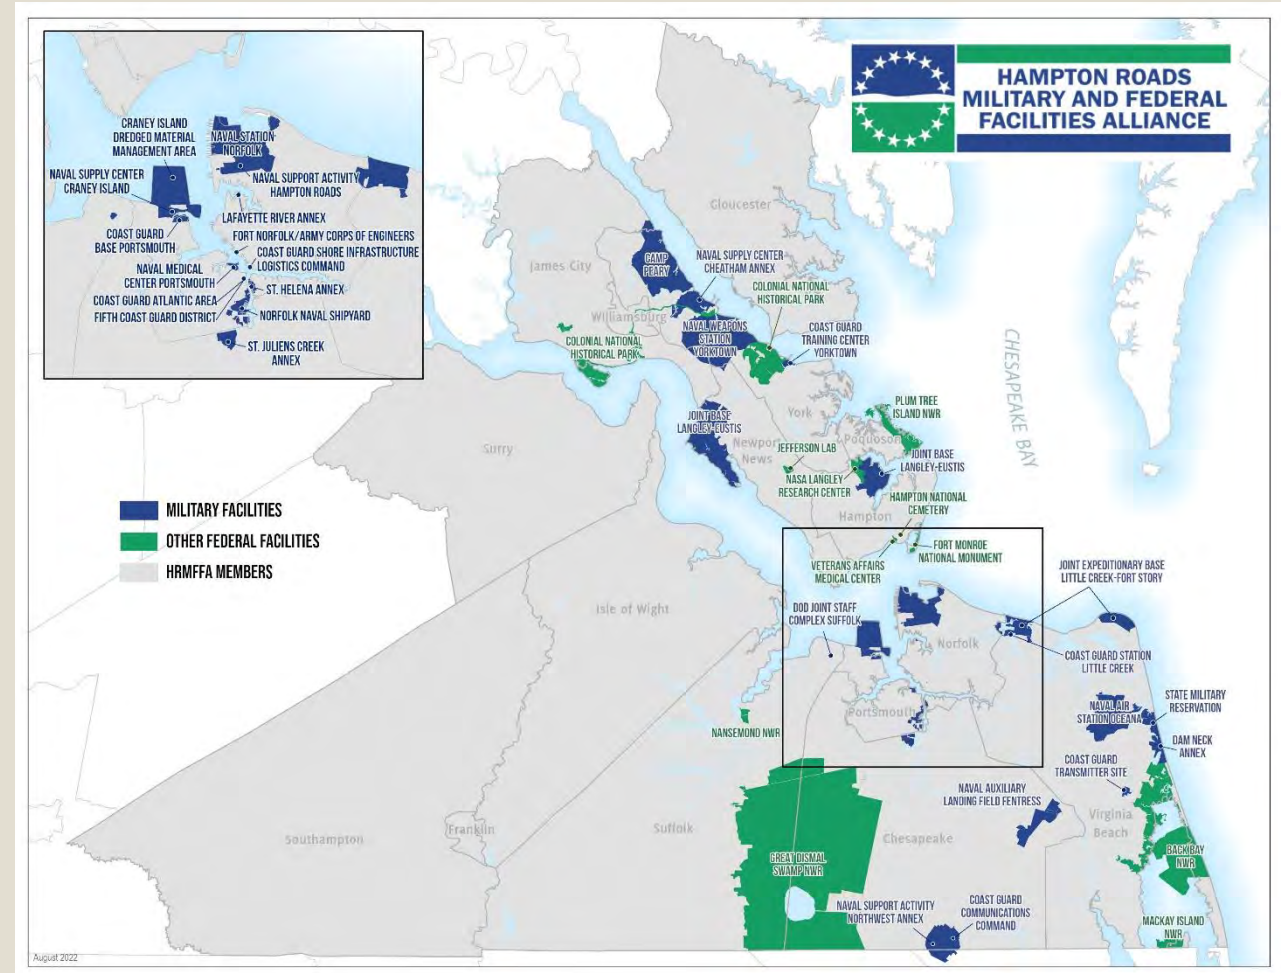 HAMPTON ROADS
MILITARY AND FEDERAL
FACILITIES ALLIANCE
CRANEY ISLAND
DREDGED MATERIAL
MANAGEMENT AREA
NAVAL STATION
NORFOLK
NAVAL SUPPLY CENTER
CRANEY ISLAND
NAVAL SUPPORT ACTIVITY
HAMPTON ROADS
LAFAYETTE RIVER ANNEX
COAST GUARD
BASE PORTSMOUTH
FORT NORFOLK/ARMY CORPS OF ENGINEERS
COAST GUARD SHORE INFRASTRUCTURE
LOGISTICS COMMAND
NAVAL MEDICAL
CENTER PORTSMOUTH
ST. HELENA ANNEX
COAST GUARD ATLANTIC AREA
FIFTH COAST GUARD DISTRICT
NORFOLK NAVAL SHIPYARD
ST. JULIENS CREEK
ANNEX
Gloucester
James City
CAMP
PEARY
NAVAL SUPPLY CENTER
CHEATHAM ANNEX
COLONIAL NATIONAL
HISTORICAL PARK
Williamsburg
NAVAL WEAPONS
STATION
YORKTOWN
COAST GUARD
TRAINING CENTER
YORKTOWN
COLONIAL NATIONAL
HISTORICAL PARK
CHESAPEAKE BAY
PLUM TREE
ISLAND NWR
JOINT BASE
LANGLEY-EUSTIS
York
Poquoson
Newport
News
JEFFERSON LAB
JOINT BASE
LANGLEY-EUSTIS
NASA LANGLEY
RESEARCH CENTER
HAMPTON NATIONAL
CEMETERY
Hampton
Surry
MILITARY FACILITIES
OTHER FEDERAL FACILITIES
HRMFFA MEMBERS
FORT MONROE
NATIONAL MONUMENT
VETERANS AFFAIRS
MEDICAL CENTER
JOINT EXPEDITIONARY BASE
LITTLE CREEK-FORT STORY
Isle of Wight
DOD JOINT STAFF
COMPLEX SUFFOLK
Norfolk
COAST GUARD STATION
LITTLE CREEK
Portsmouth
NAVAL AIR
STATION OCEANA
STATE MILITARY
RESERVATION
NANSEMOND NWR
DAM NECK
ANNEX
COAST GUARD
TRANSMITTER SITE
NAVAL AUXILIARY
LANDING FIELD FENTRESS
Virginia
Beach
Southampton
Franklin
Suffolk
Chesapeake
GREAT DISMAL
SWAMP NWR
BACK BAY
NWR
NAVAL SUPPORT ACTIVITY
NORTHWEST ANNEX
COAST GUARD
COMMUNICATIONS
COMMAND
MACKAY ISLAND
NWR
August 2022